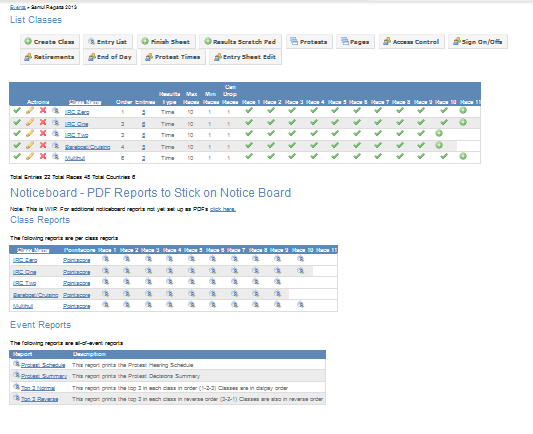 Events » Samui Regatta 2013
List Classes
Create Class Entry List Finish Sheet Results Scratch Pad Protests Pages Access Control Sign On/Offs
Retirements End of Day Protest Times Entry Sheet Edit
Actions Class Name Order Entries Results Type Max Races Min Races Can Drop Races Race 1 Race 2 Race 3 Race 4 Race 5 Race 6 Race 7 Race 8 Race 9 Race 10 Race 11
IRC Zero 1 5 Time 10 1 1
IRC One 2 Time 10 1 1
IRC Two 3 5 Time 10 1 1
Bareboat/Cruising 4 5 Time 10 1 1
Multihull 6 Time 10 1 1
Total Entries 22 Total Races 48 Total Countries 6
Noticeboard - PDF Reports to Stick on Notice Board
Note: This is WIP. For additional noticeboard reports not yet set up as PDFs click here.
Class Reports
The following reports are per class reports
Class Name Pointscore Race 1 Race 2 Race 3 Race 4 Race 5 Race 6 Race 7 Race 8 Race 9 Race 10 Race 11
IRC Zero Pointscore
IRC One Pointscore
IRC Two Pointscore
Bareboat/Cruising Pointscore
Multihull Pointscore
Event Reports
The following reports are all-of-event reports
Report Description
Protest Schedule This report prints the Protest Hearing Schedule
Protest Summary This report prints the Protest Decisions Summary
Top 3 Normal This report prints the top 3 in each class in order (1-2-3) Classes are in dislpay order
Top 3 Reverse This report prints the top 3 in each class in reverse order (3-2-1) Classes are also in reverse order